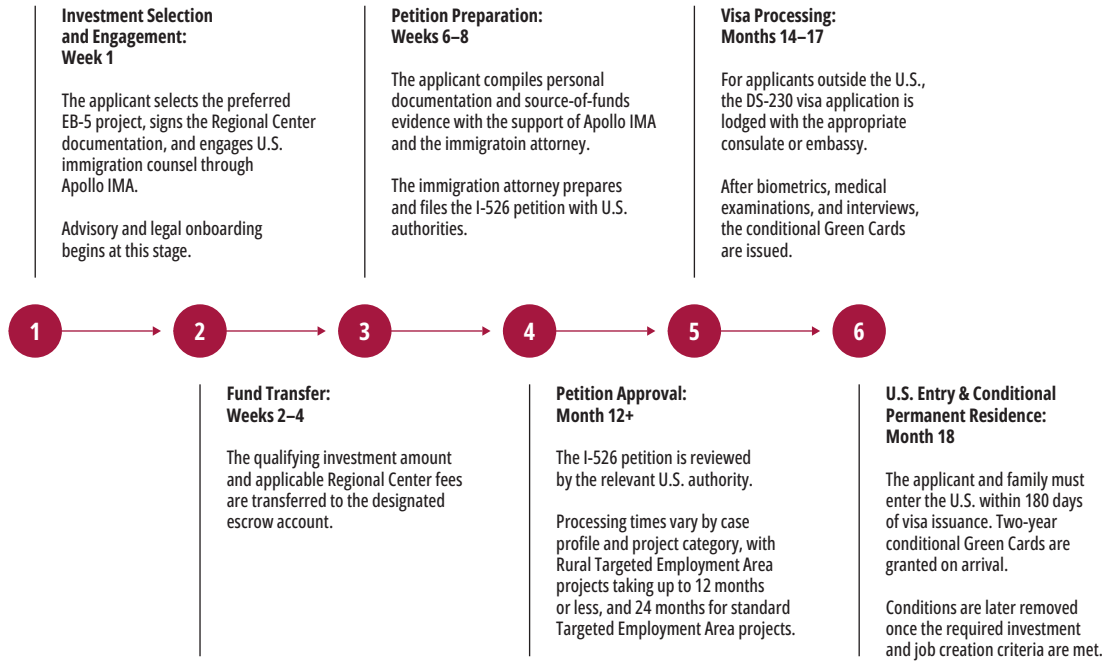 Investment Selection
and Engagement:
Week 1
The applicant selects the preferred
EB-5 project, signs the Regional Center
documentation, and engages U.S.
immigration counsel through
Apollo IMA.
Advisory and legal onboarding
begins at this stage.
Petition Preparation:
Weeks 6–8
The applicant compiles personal
documentation and source-of-funds
evidence with the support of Apollo IMA
and the immigratoin attorney.
The immigration attorney prepares
and files the I-526 petition with U.S.
authorities.
Visa Processing:
Months 14–17
For applicants outside the U.S.,
the DS-230 visa application is
lodged with the appropriate
consulate or embassy.
After biometrics, medical
examinations, and interviews,
the conditional Green Cards
are issued.
1
2
3
4
5
6
Fund Transfer:
Weeks 2–4
The qualifying investment amount
and applicable Regional Center fees
are transferred to the designated
escrow account.
Petition Approval:
Month 12+
The I-526 petition is reviewed
by the relevant U.S. authority.
Processing times vary by case
profile and project category, with
Rural Targeted Employment Area
projects taking up to 12 months
or less, and 24 months for standard
Targeted Employment Area projects.
U.S. Entry & Conditional
Permanent Residence:
Month 18
The applicant and family must
enter the U.S. within 180 days
of visa issuance. Two-year
conditional Green Cards are
granted on arrival.
Conditions are later removed
once the required investment
and job creation criteria are met.